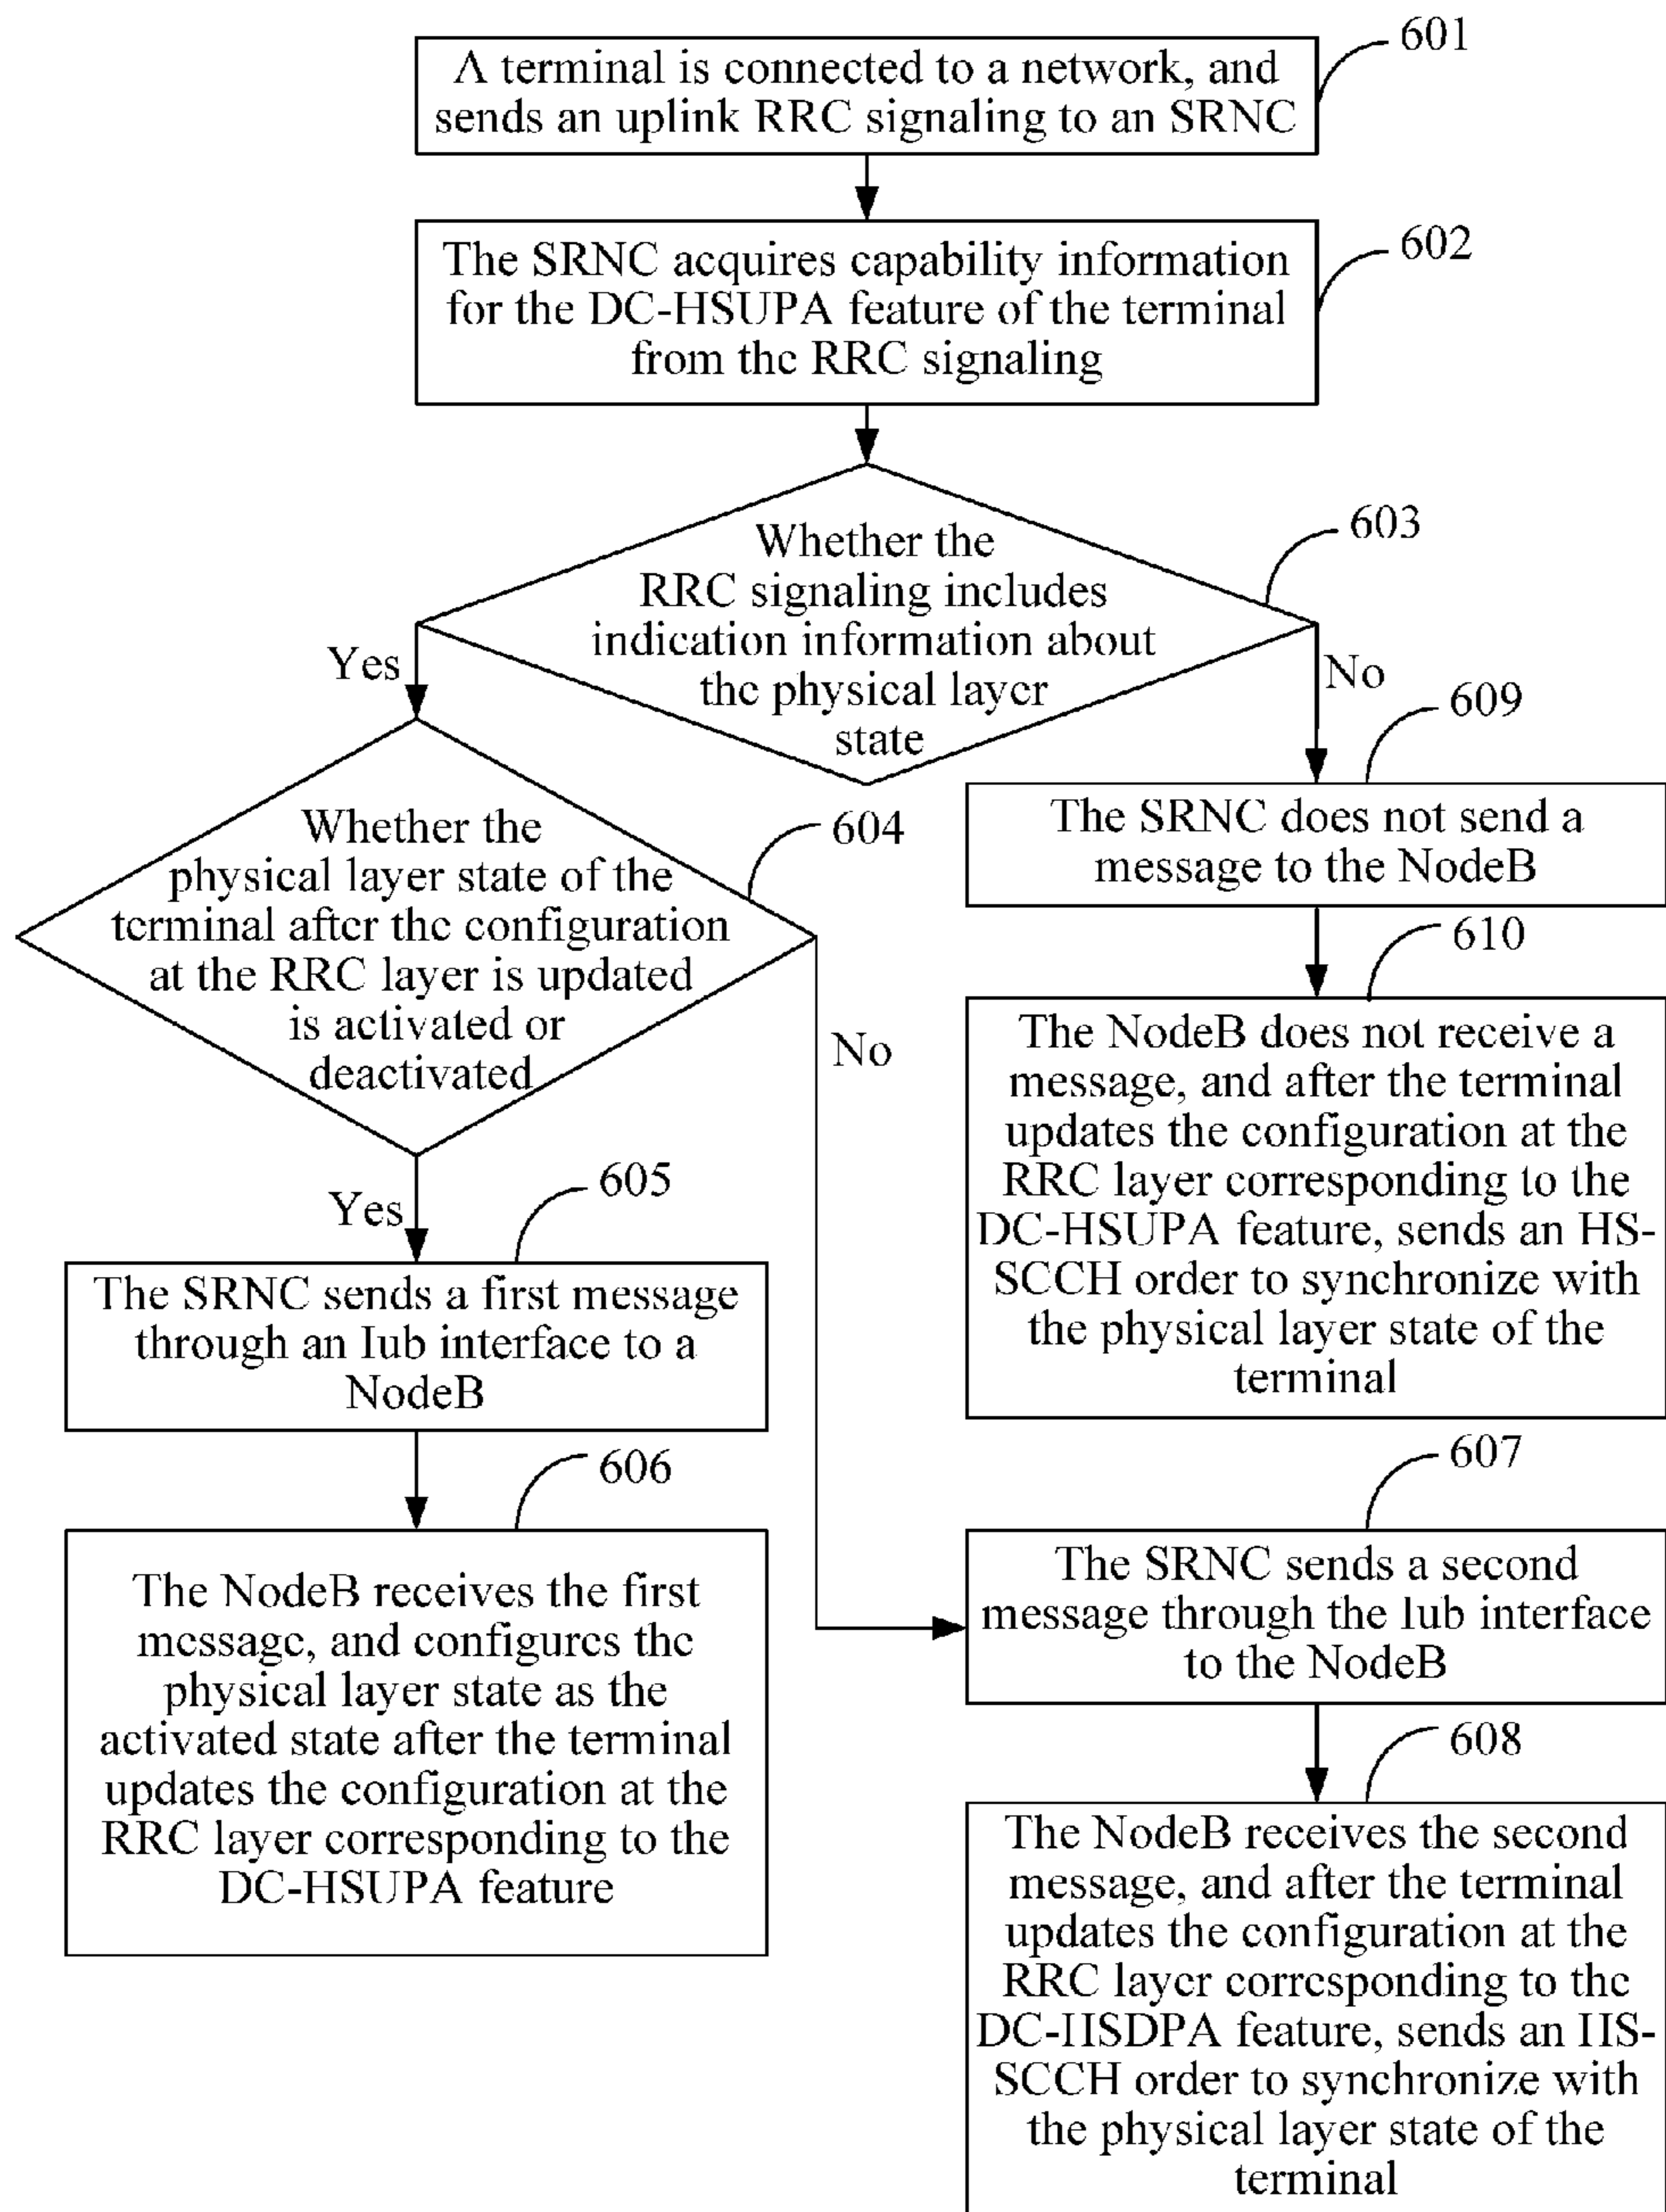 601
A terminal is connected to a network, and
sends an uplink RRC signaling to an SRNC
602
The SRNC acquires capability information
for the DC-HSUPA feature of the terminal
from the RRC signaling
603
Whether the
RRC signaling includes
indication information about
the physical layer
state
Yes
No
604
Whether the
physical layer state of the
terminal after the configuration
at the RRC layer is updated
is activated or
deactivated
609
The SRNC does not send a
message to the NodeB
610
The NodeB does not receive a
message, and after the terminal
updates the configuration at the
RRC layer corresponding to the
DC-HSUPA feature, sends an HS-
SCCH order to synchronize with
the physical layer state of the
terminal
No
Yes
605
The SRNC sends a first message
through an Iub interface to a
NodeB
606
The NodeB receives the first
message, and configures the
physical layer state as the
activated state after the terminal
updates the configuration at the
RRC layer corresponding to the
DC-HSUPA feature
607
The SRNC sends a second
message through the Iub interface
to the NodeB
608
The NodeB receives the second
message, and after the terminal
updates the configuration at the
RRC layer corresponding to the
DC-HSDPA feature, sends an HS-
SCCH order to synchronize with
the physical layer state of the
terminal